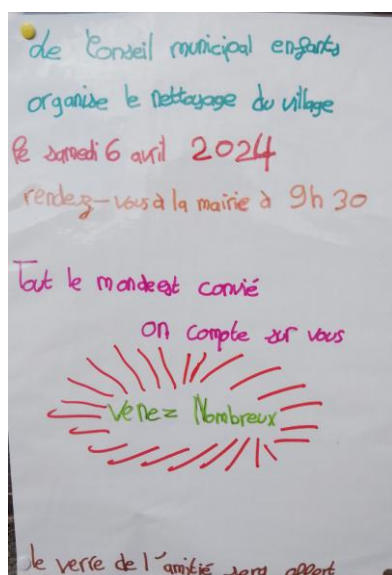 Le Conseil municipal enfants
organise le nettoyage du village
le samedi 6 avril 2024
rendez-vous à la mairie à 9h30
Tout le monde est convié
on compte sur vous
Venez Nombreux
le verre de l'amitié sera offert